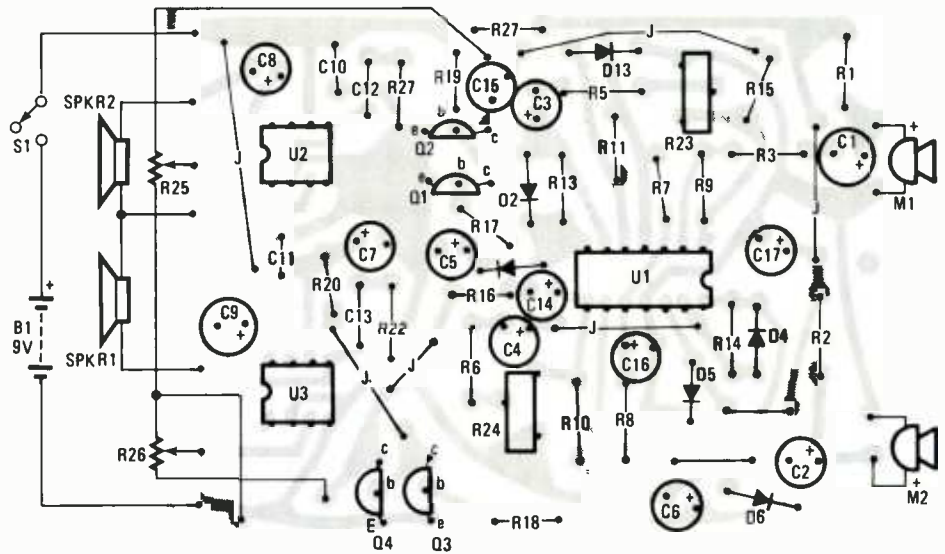 R27
J
C8
C10
C12
R27
R19
C15
C3
D13
R5
R23
R15
R1
SPKR2
S1
U2
b
e
c
Q2
b
e
c
Q1
R11
R13
O2
R7
R9
R3
C1
+
M1
R25
J
R17
C11
C7
C5
R20
C13
R22
R16
C14
U1
C17
J
C9
B1
9V
+
SPKR1
J
J
R6
C4
J
C16
R14
D4
R2
U3
R24
R10
R8
D5
R26
c
b
E
Q4
c
b
e
Q3
R18
C6
D6
C2
M2
+